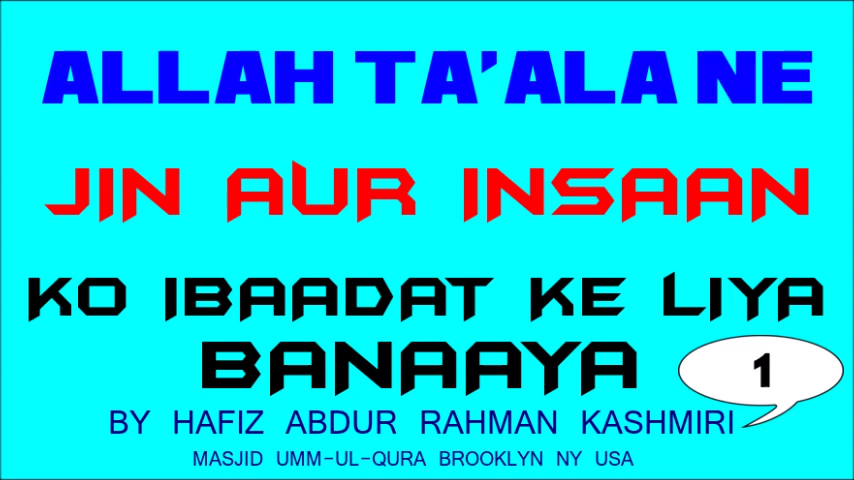 ALLAH TA'ALA NE
JIN AUR INSAAN
KO IBAADAT KE LIYA
BANAAYA
1
BY HAFIZ ABDUR RAHMAN KASHMIRI
MASJID UMM-UL-QURA BROOKLYN NY USA